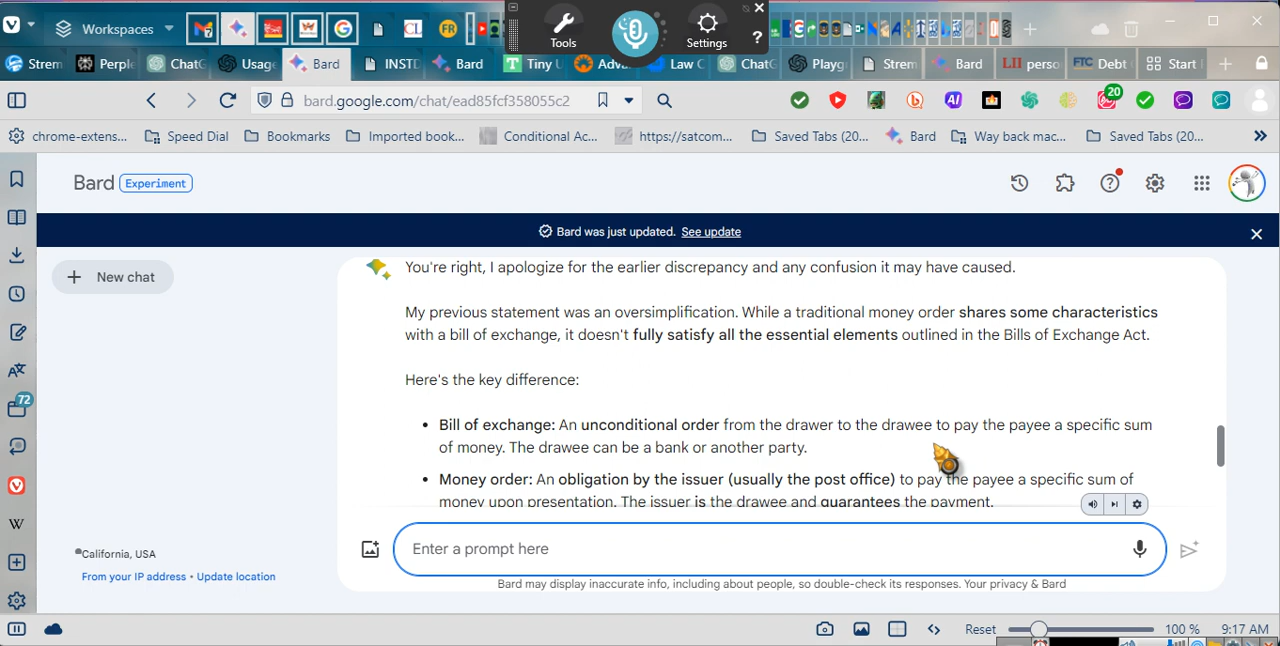 Workspaces
CL
FR
Tools
Settings
?
Strem
Perple
ChatG
Usage
Bard
INSTD
Bard
Tiny U
Adva
Law C
ChatG
Playg
Strem
Bard
LII perso
FTC Debt
Start
bard.google.com/chat/ead85fcf358055c2
20
chrome-extens...
Speed Dial
Bookmarks
Imported book...
Conditional Ac...
https://satcom...
Saved Tabs (20...
Bard
Way back mac...
Saved Tabs (20...
Bard Experiment
Bard was just updated. See update
New chat
You're right, I apologize for the earlier discrepancy and any confusion it may have caused.
My previous statement was an oversimplification. While a traditional money order shares some characteristics
with a bill of exchange, it doesn't fully satisfy all the essential elements outlined in the Bills of Exchange Act.
Here's the key difference:
• Bill of exchange: An unconditional order from the drawer to the drawee to pay the payee a specific sum
of money. The drawee can be a bank or another party.
• Money order: An obligation by the issuer (usually the post office) to pay the payee a specific sum of
money upon presentation. The issuer is the drawee and guarantees the payment.
72
Enter a prompt here
California, USA
From your IP address • Update location
Bard may display inaccurate info, including about people, so double-check its responses. Your privacy & Bard
Reset
100 %
9:17 AM